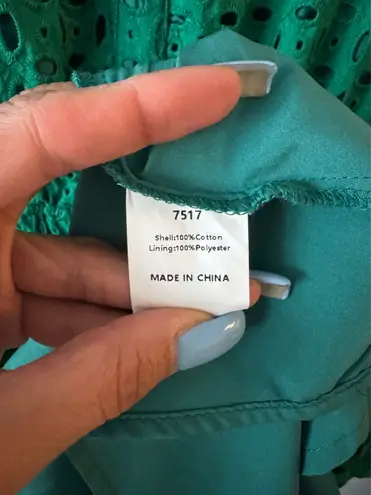 7517
Shell:100%Cotton
Lining:100%Polyester
MADE IN CHINA